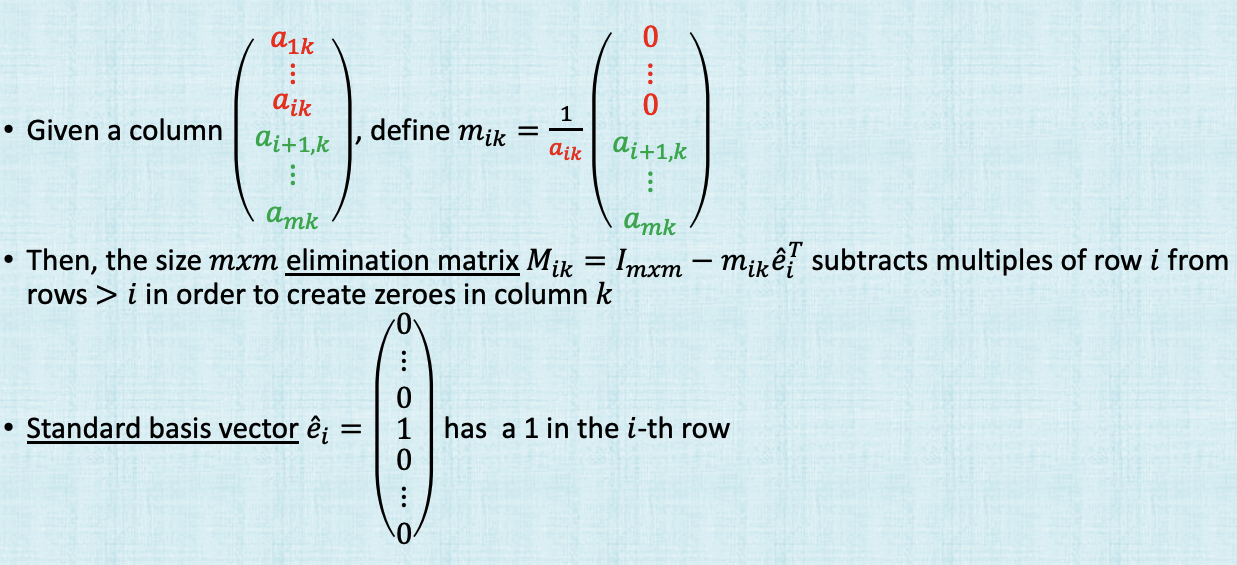 • Given a column $\begin{pmatrix} a_{1k} \\ \vdots \\ a_{ik} \\ a_{i+1,k} \\ \vdots \\ a_{mk} \end{pmatrix}$, define $m_{ik} = \frac{1}{a_{ik}} \begin{pmatrix} 0 \\ \vdots \\ 0 \\ a_{i+1,k} \\ \vdots \\ a_{mk} \end{pmatrix}$
• Then, the size $mxm$ elimination matrix $M_{ik} = I_{mxm} - m_{ik}\hat{e}_i^T$ subtracts multiples of row $i$ from
rows > $i$ in order to create zeroes in column $k$
• Standard basis vector $\hat{e}_i = \begin{pmatrix} 0 \\ \vdots \\ 0 \\ 1 \\ 0 \\ \vdots \\ 0 \end{pmatrix}$ has a 1 in the $i$-th row